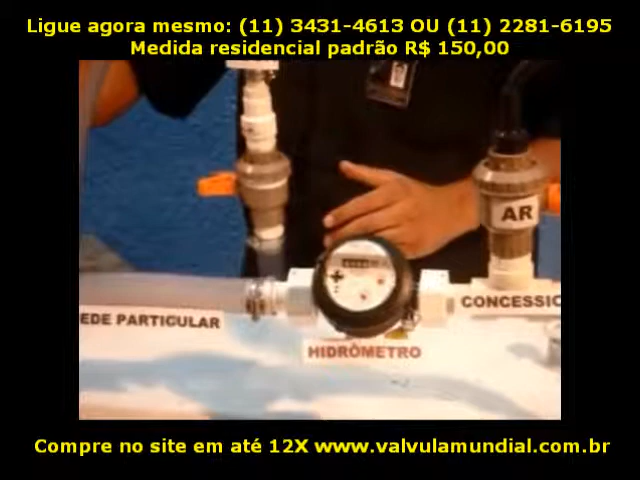 Ligue agora mesmo: (11) 3431-4613 OU (11) 2281-6195
Medida residencial padrão R$ 150,00
AR
CONCESSIO
EDE PARTICULAR
HIDRÔMETRO
Compre no site em até 12X www.valvulamundial.com.br